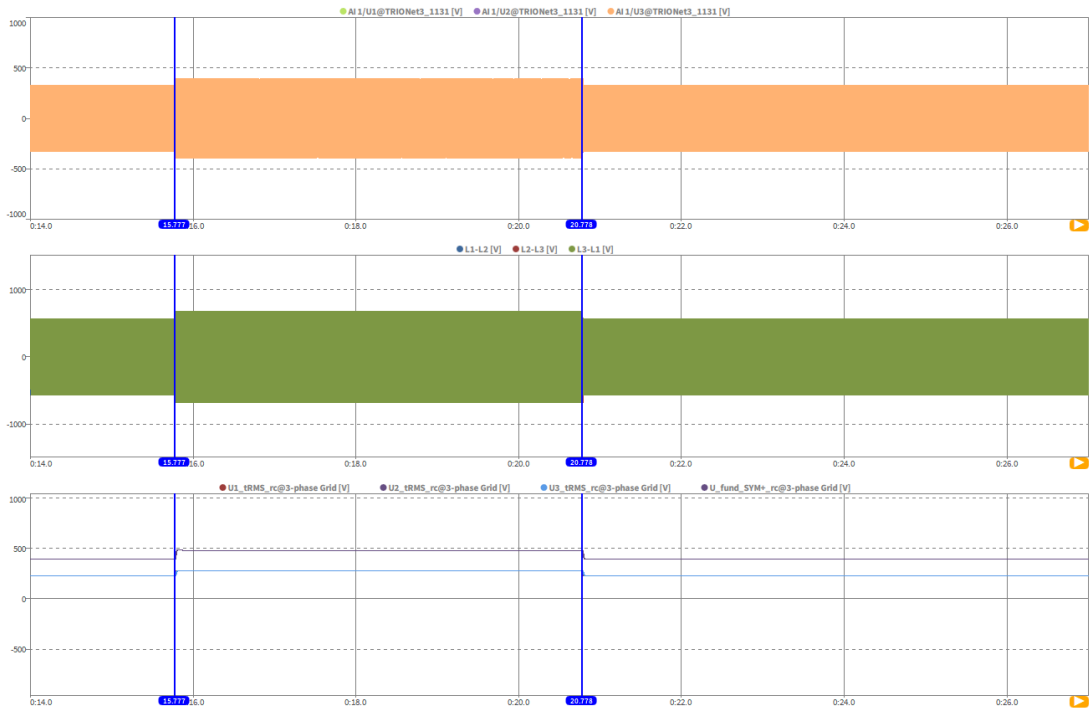 AI 1/U1@TRIONet3_1131 [V] AI 1/U2@TRIONet3_1131 [V] AI 1/U3@TRIONet3_1131 [V]
1000
500
0
-500
-1000
0:14.0 15.777 16.0 0:18.0 0:20.0 20.778 0:22.0 0:24.0 0:26.0
L1-L2 [V] L2-L3 [V] L3-L1 [V]
1000
0
-1000
0:14.0 15.777 16.0 0:18.0 0:20.0 20.778 0:22.0 0:24.0 0:26.0
U1_tRMS_rc@3-phase Grid [V] U2_tRMS_rc@3-phase Grid [V] U3_tRMS_rc@3-phase Grid [V] U_fund_SYM+_rc@3-phase Grid [V]
1000
500
0
-500
0:14.0 15.777 16.0 0:18.0 0:20.0 20.778 0:22.0 0:24.0 0:26.0